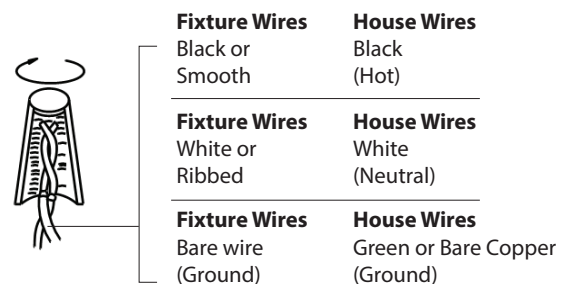 Fixture Wires House Wires
Black or Black
Smooth (Hot)
Fixture Wires House Wires
White or White
Ribbed (Neutral)
Fixture Wires House Wires
Bare wire Green or Bare Copper
(Ground) (Ground)